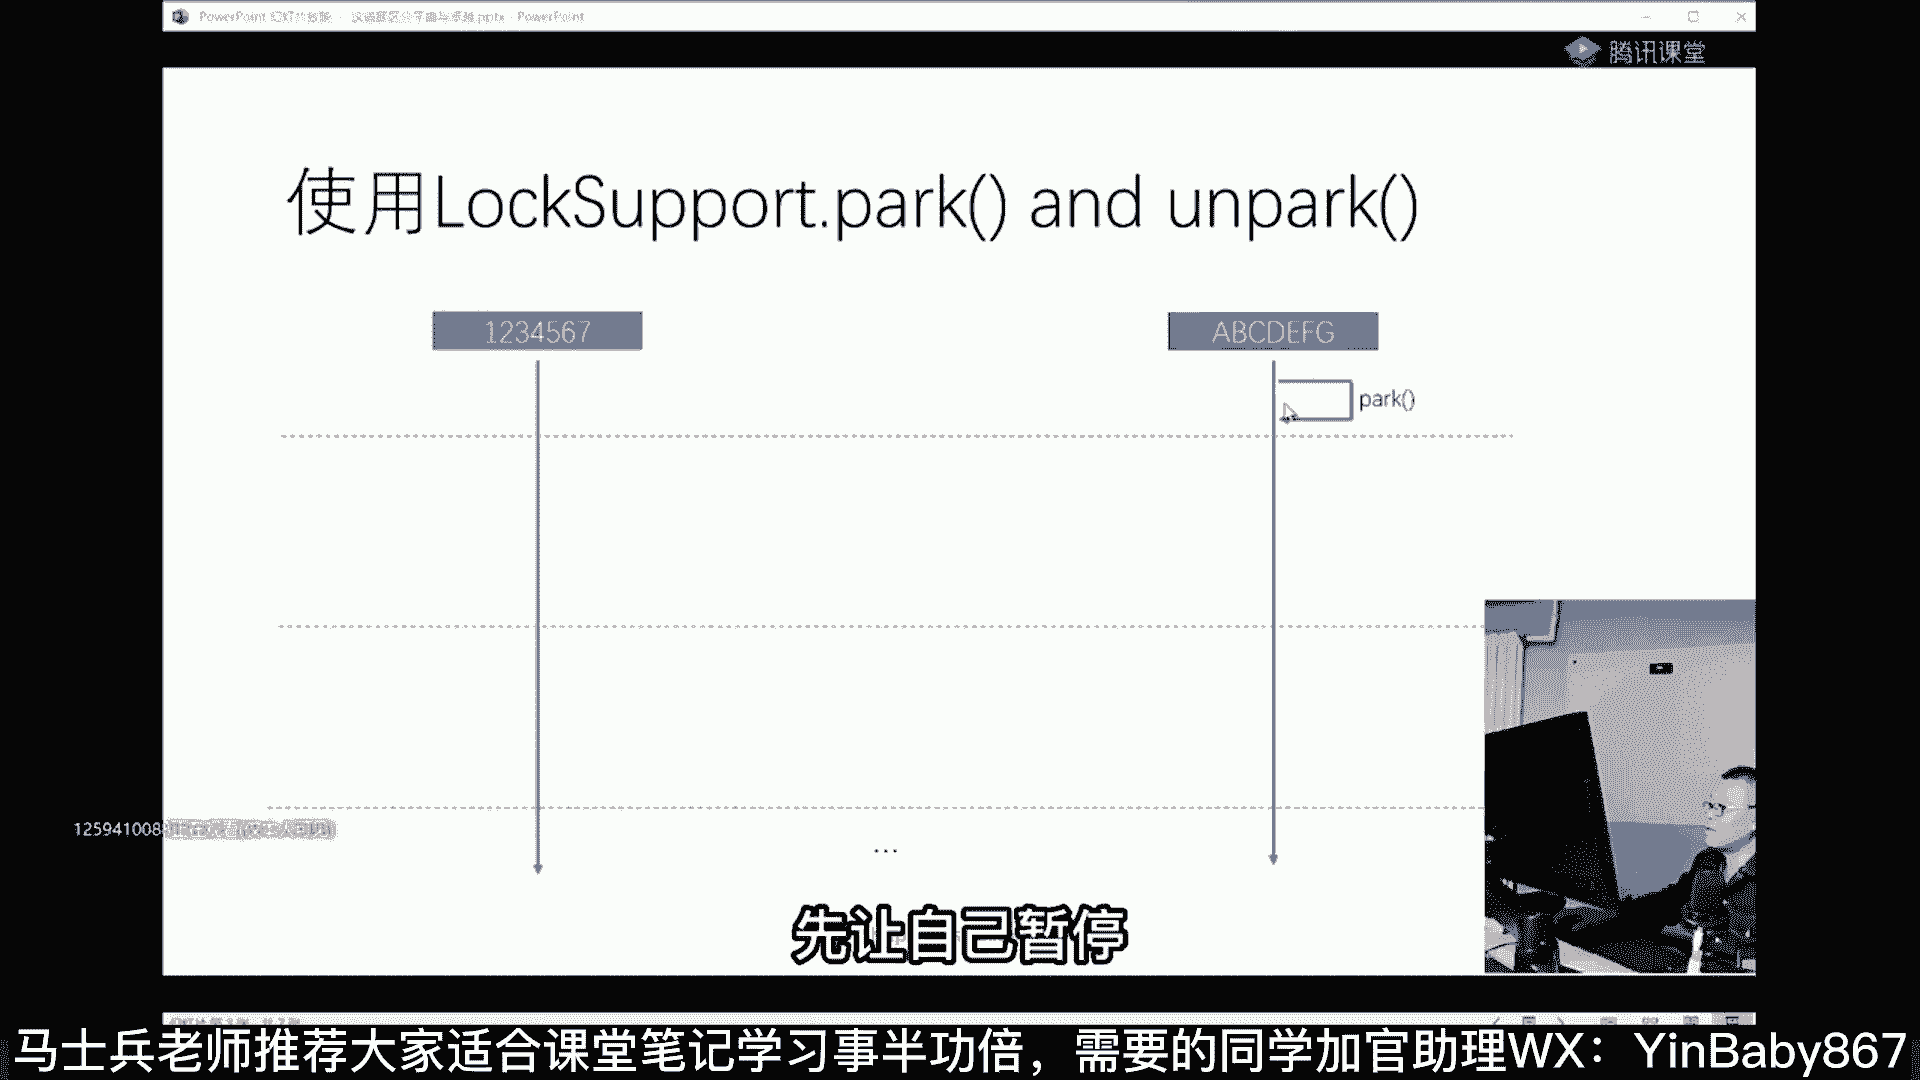 PowerPoint
.pptx - PowerPoint
腾讯课堂
使用LockSupport.park() and unpark()
1234567
ABCDEFG
park()
125941008
...
先让自己暂停
马士兵老师推荐大家适合课堂笔记学习事半功倍，需要的同学加官助理WX：YinBaby867